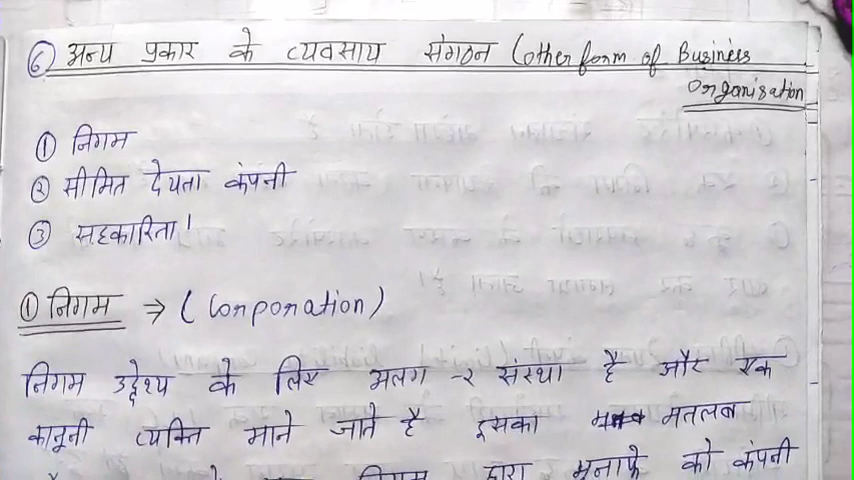 ⑥ अन्य प्रकार के व्यवसाय संगठन (other form of Business
Organisation
① निगम
② सीमित देयता कंपनी
③ सहकारिता।
① निगम → (Corporation)
निगम उद्देश्य के लिए अलग -२ संस्था है और एक
कानूनी व्यक्ति माने जाते है इसका मतलब
निगम द्वारा मुनाफे को कंपनी